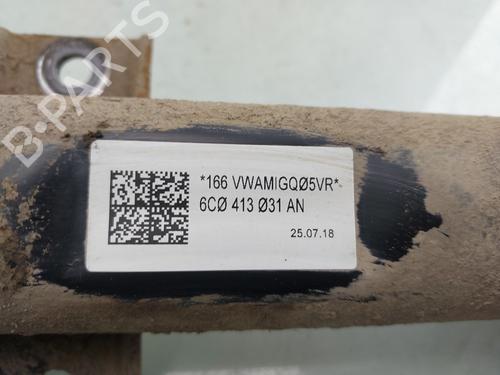 *166 VWAMIGQØ5VR*
6CØ 413 Ø31 AN
25.07.18
B-PARTS